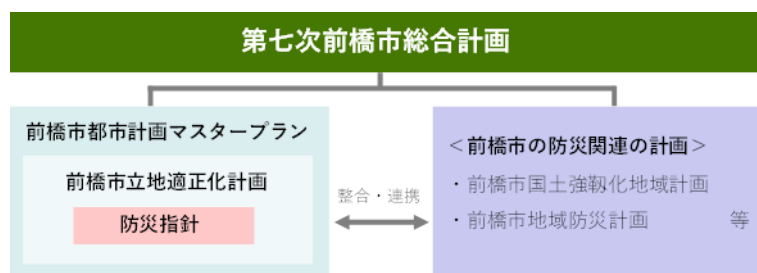 第七次前橋市総合計画
前橋市都市計画マスタープラン
前橋市立地適正化計画
防災指針
整合・連携
＜前橋市の防災関連の計画＞
・前橋市国土強靱化地域計画
・前橋市地域防災計画　　　等